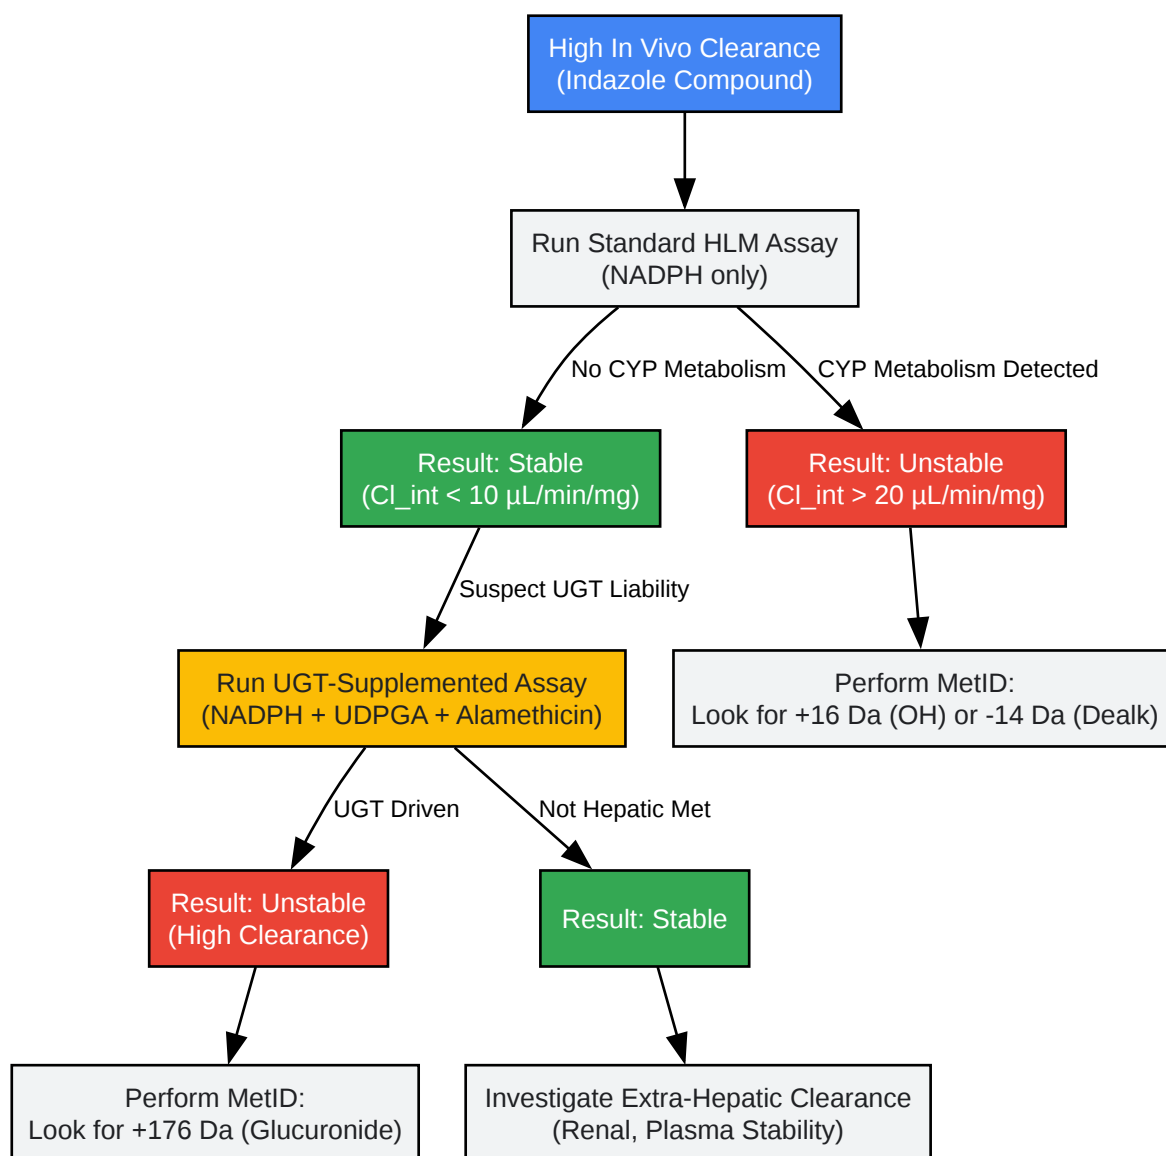 High In Vivo Clearance
(Indazole Compound)
Run Standard HLM Assay
(NADPH only)
No CYP Metabolism
CYP Metabolism Detected
Result: Stable
(Cl_int < 10 µL/min/mg)
Result: Unstable
(Cl_int > 20 µL/min/mg)
Suspect UGT Liability
Run UGT-Supplemented Assay
(NADPH + UDPGA + Alamethicin)
Perform MetID:
Look for +16 Da (OH) or -14 Da (Dealk)
UGT Driven
Not Hepatic Met
Result: Unstable
(High Clearance)
Result: Stable
Perform MetID:
Look for +176 Da (Glucuronide)
Investigate Extra-Hepatic Clearance
(Renal, Plasma Stability)